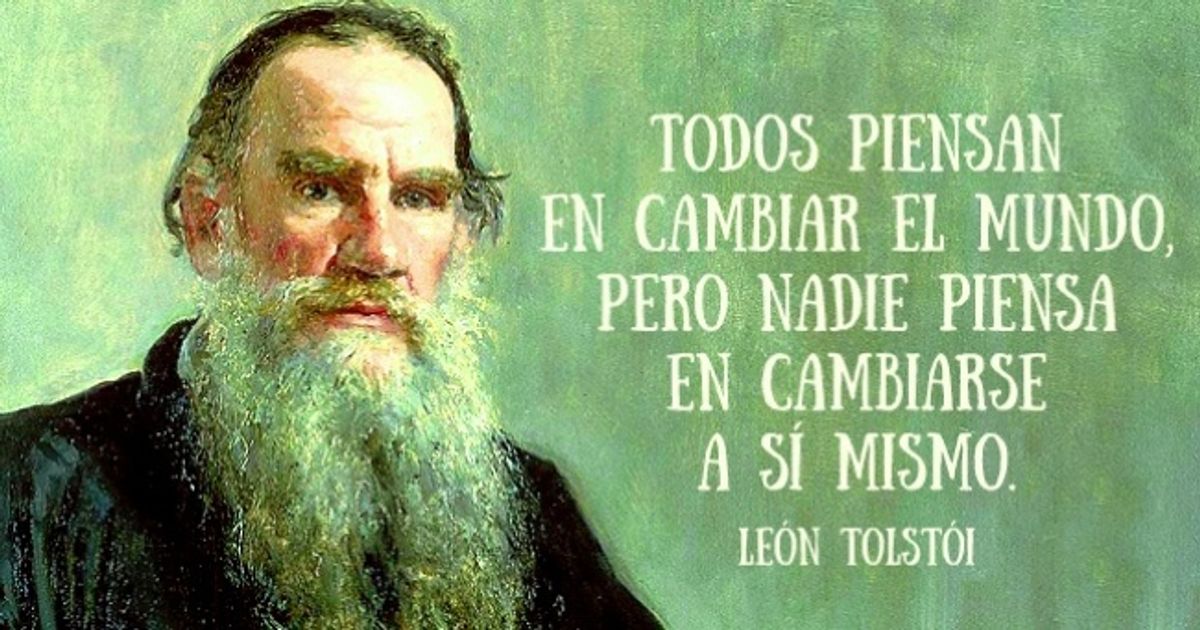 TODOS PIENSAN
EN CAMBIAR EL MUNDO,
PERO NADIE PIENSA
EN CAMBIARSE
A SÍ MISMO.
LEÓN TOLSTÓI